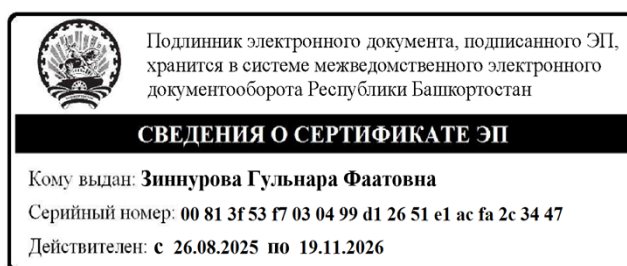 Подлинник электронного документа, подписанного ЭП,
хранится в системе межведомственного электронного
документооборота Республики Башкортостан
СВЕДЕНИЯ О СЕРТИФИКАТЕ ЭП
Кому выдан: Зиннурова Гульнара Фаатовна
Серийный номер: 00 81 3f 53 f7 03 04 99 d1 26 51 e1 ac fa 2c 34 47
Действителен: с 26.08.2025 по 19.11.2026